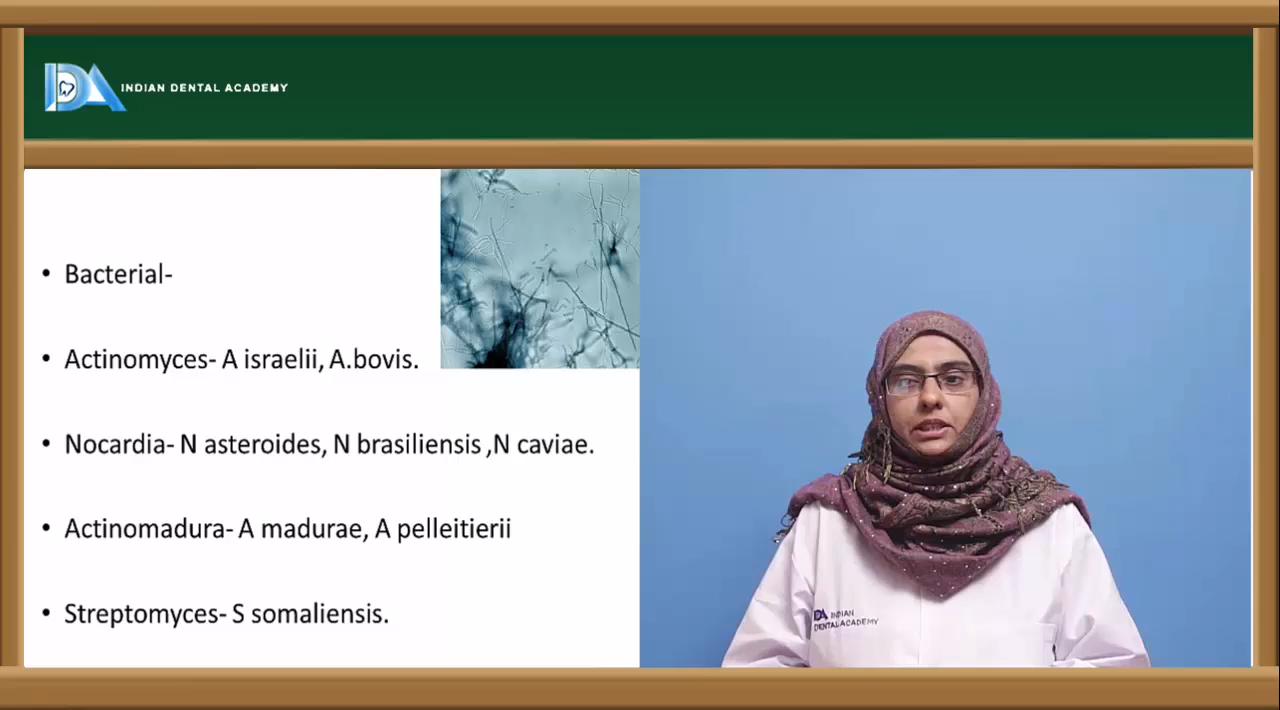 INDIAN DENTAL ACADEMY
• Bacterial-
• Actinomyces- A israelii, A.bovis.
• Nocardia- N asteroides, N brasiliensis ,N caviae.
• Actinomadura- A madurae, A pelleitierii
• Streptomyces- S somaliensis.
IDA INDIAN
DENTAL ACADEMY